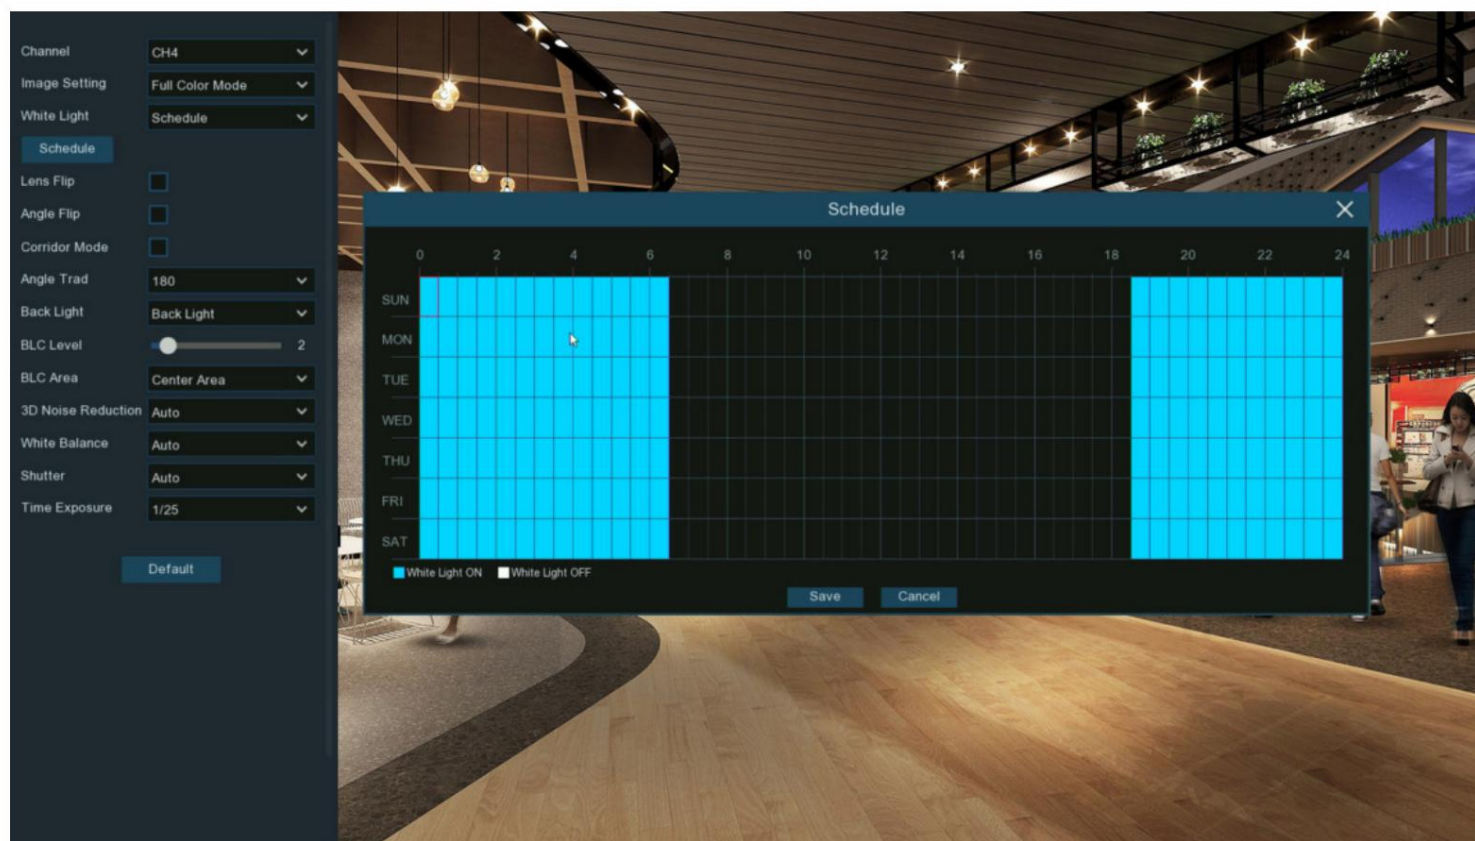 Channel CH4
Image Setting Full Color Mode
White Light Schedule
Schedule
Lens Flip
Angle Flip
Corridor Mode
Angle Trad 180
Back Light Back Light
BLC Level 2
BLC Area Center Area
3D Noise Reduction Auto
White Balance Auto
Shutter Auto
Time Exposure 1/25
Default
Schedule
0 2 4 6 8 10 12 14 16 18 20 22 24
SUN
MON
TUE
WED
THU
FRI
SAT
White Light ON White Light OFF
Save Cancel